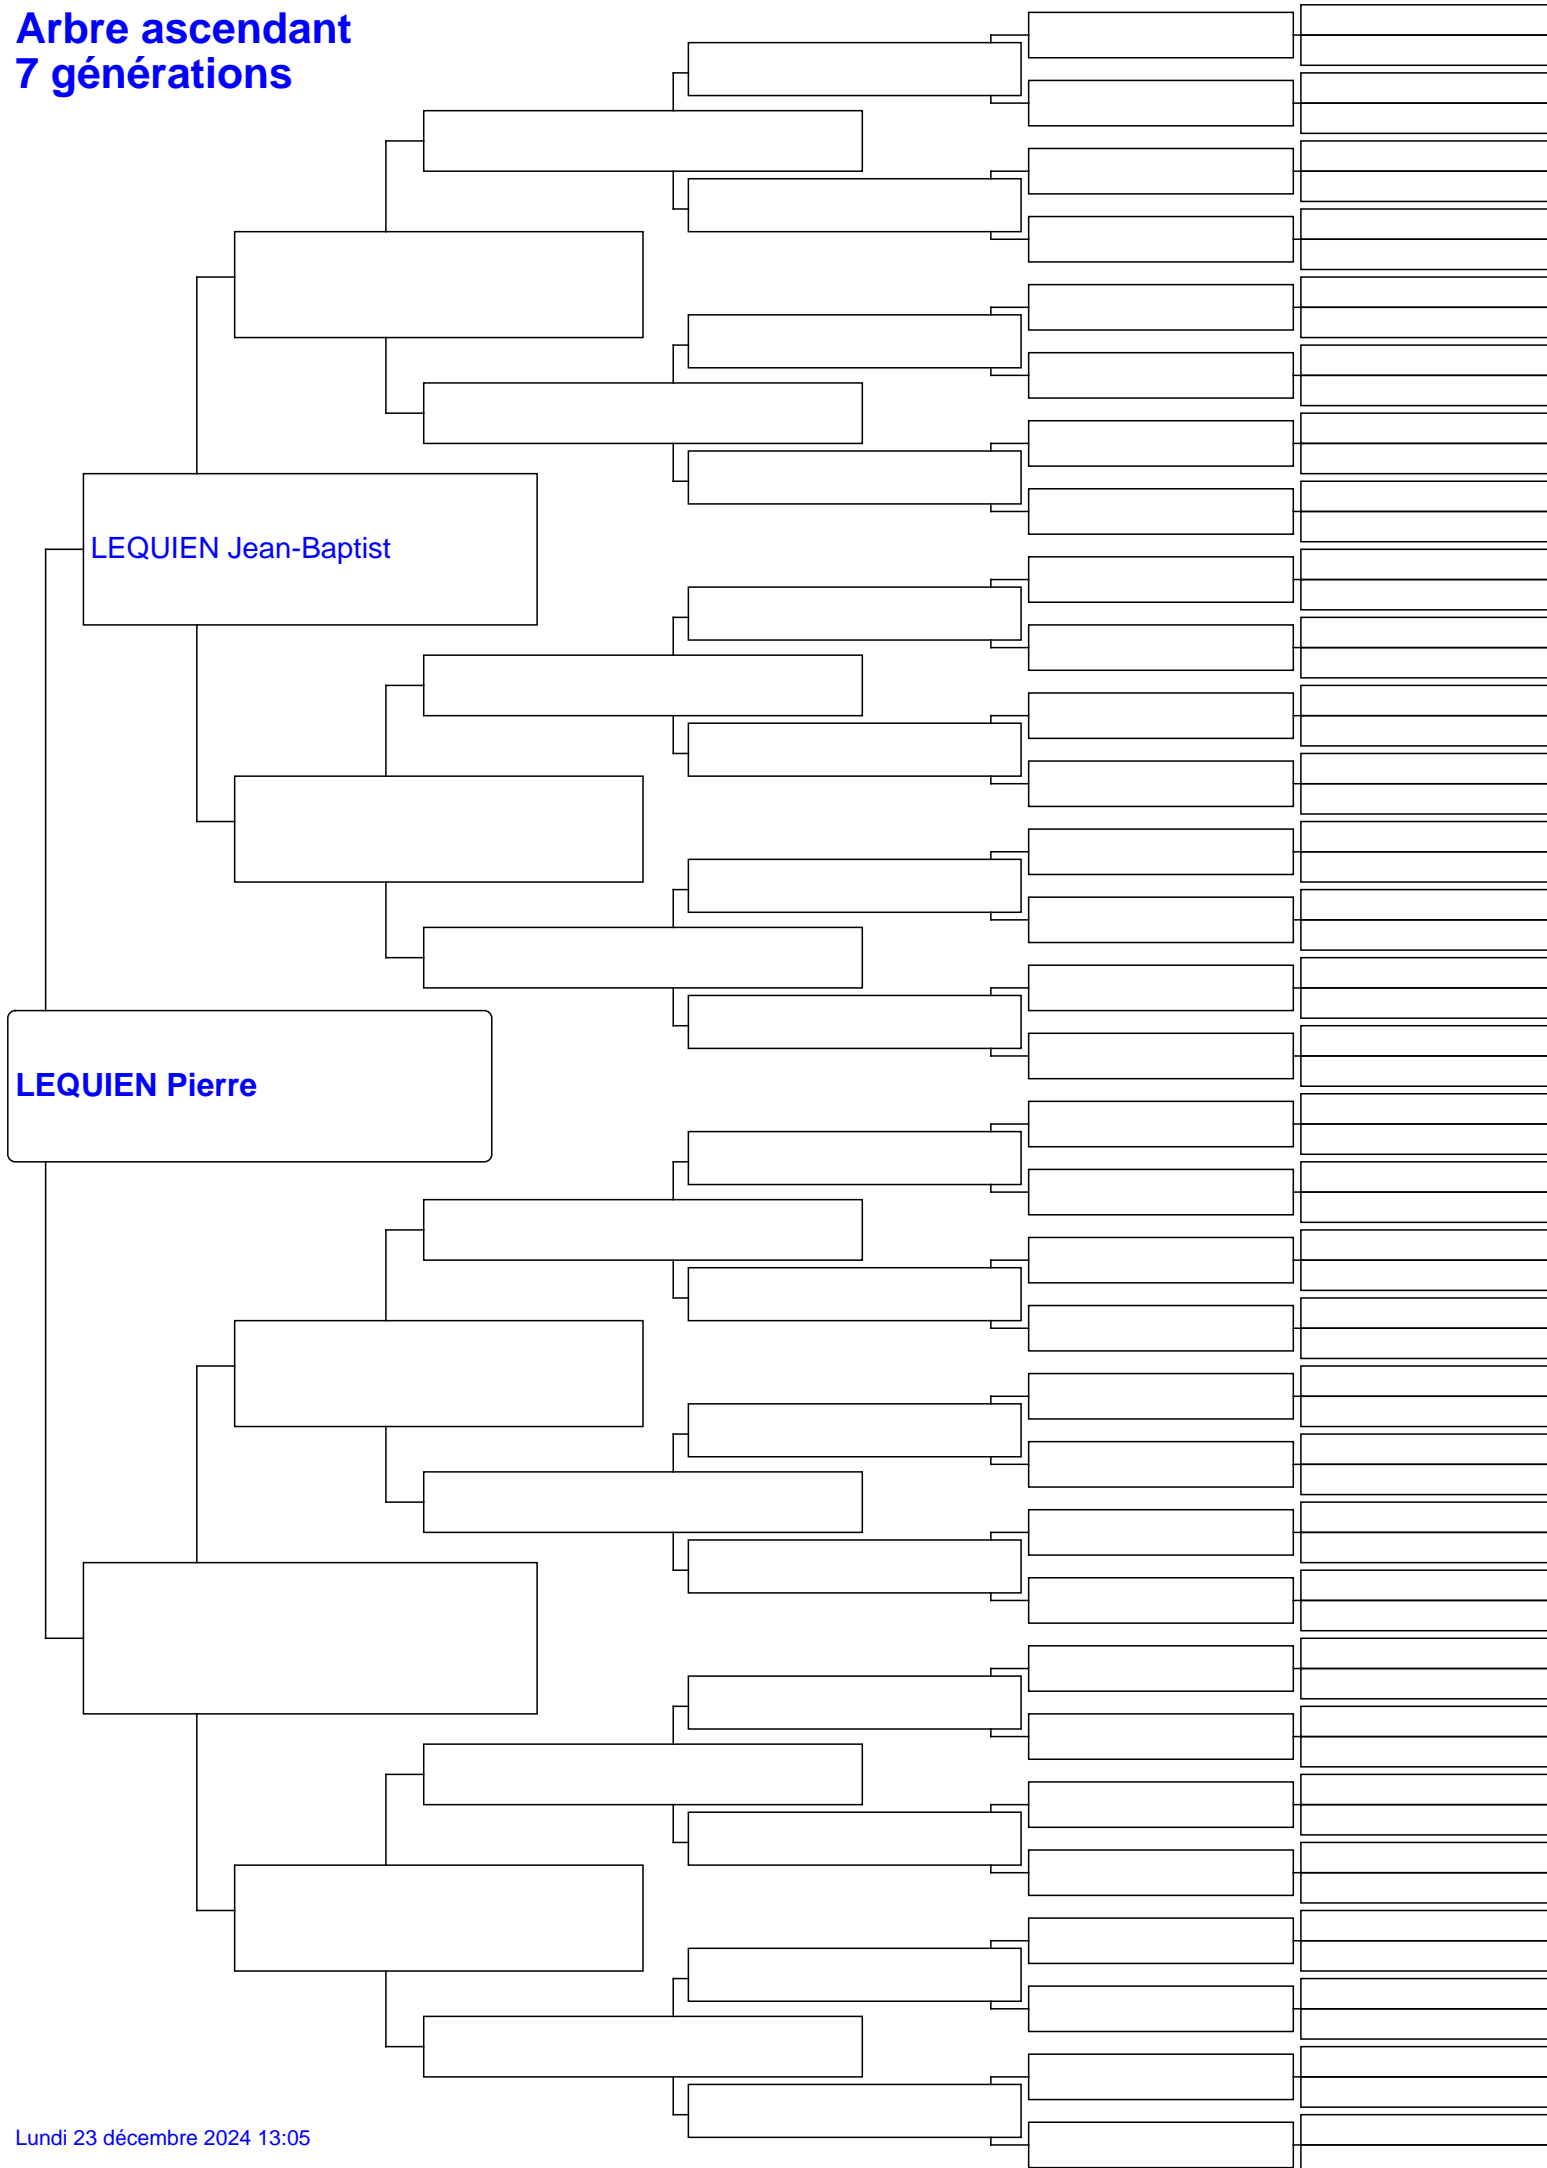 Arbre ascendant
7 générations
LEQUIEN Jean-Baptist
LEQUIEN Pierre
Lundi 23 décembre 2024 13:05